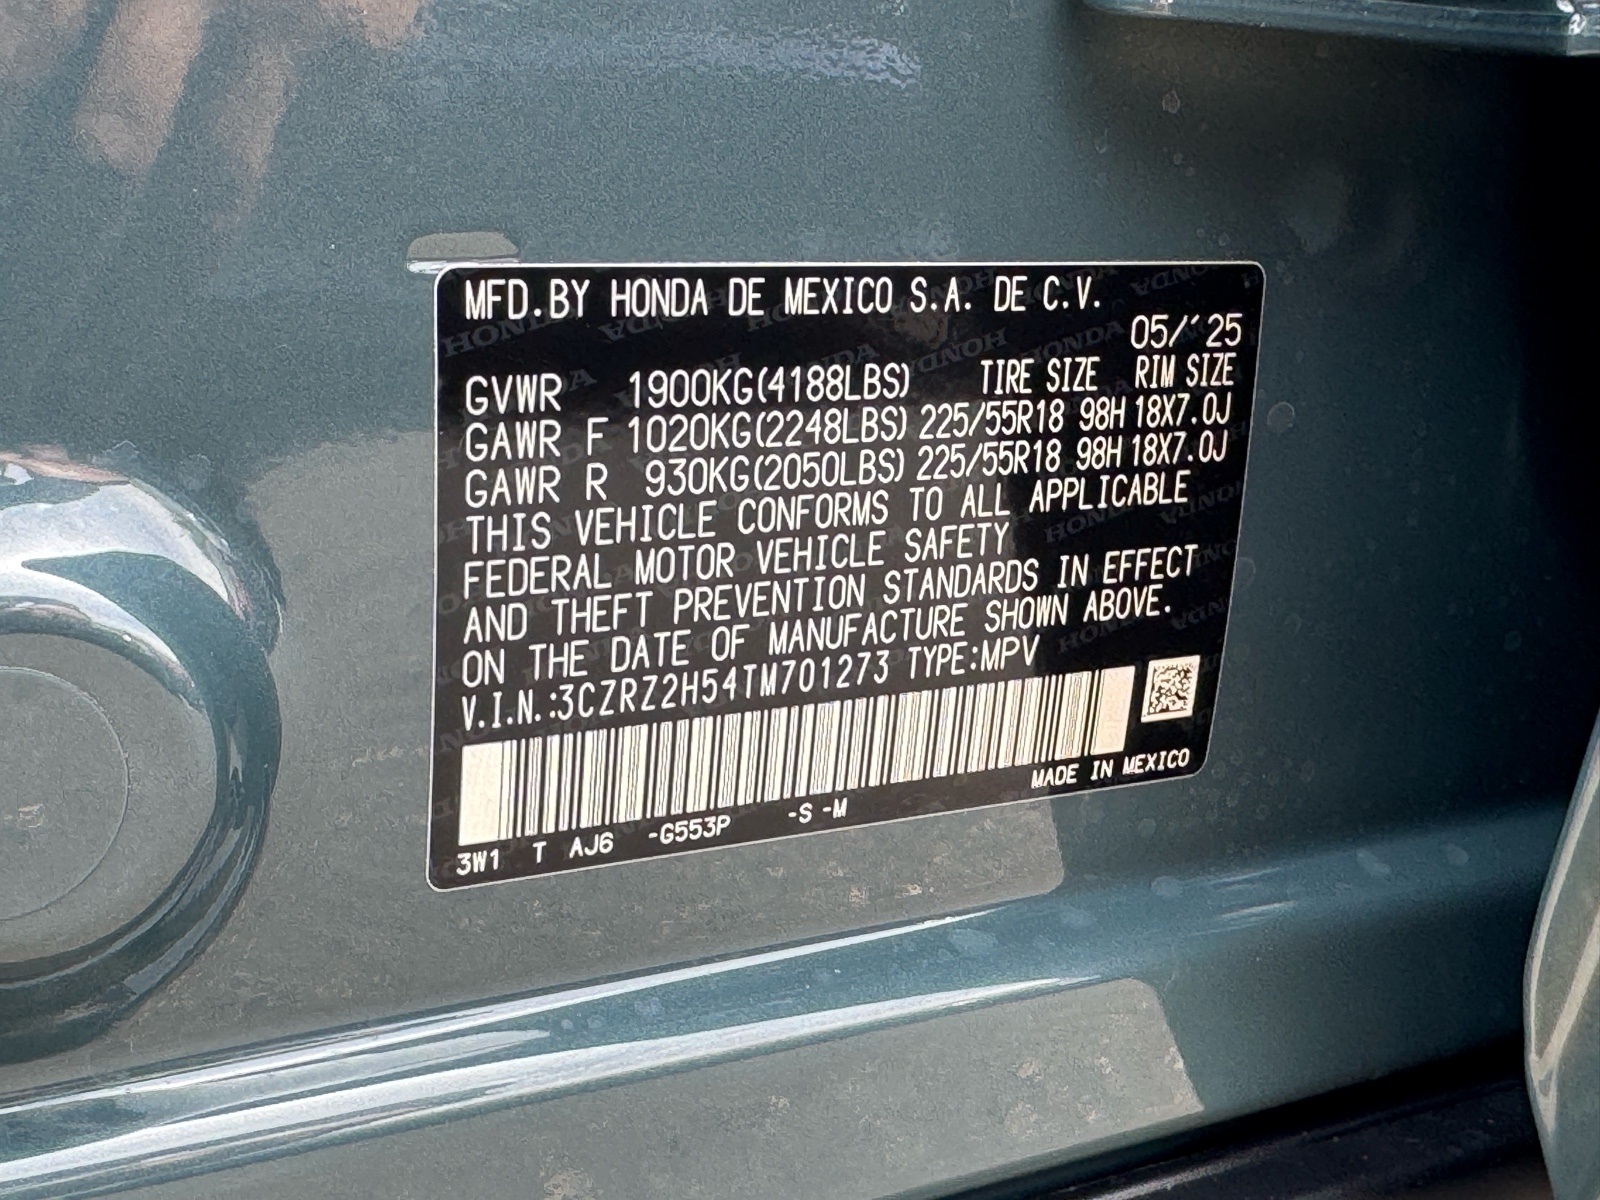 MFD.BY HONDA DE MEXICO S.A. DE C.V.
05/'25
GVWR 1900KG(4188LBS) TIRE SIZE RIM SIZE
GAWR F 1020KG(2248LBS) 225/55R18 98H 18X7.0J
GAWR R 930KG(2050LBS) 225/55R18 98H 18X7.0J
THIS VEHICLE CONFORMS TO ALL APPLICABLE
FEDERAL MOTOR VEHICLE SAFETY
AND THEFT PREVENTION STANDARDS IN EFFECT
ON THE DATE OF MANUFACTURE SHOWN ABOVE.
V.I.N.:3CZRZ2H54TM701273 TYPE:MPV
MADE IN MEXICO
3W1 T AJ6 -G553P -S -M